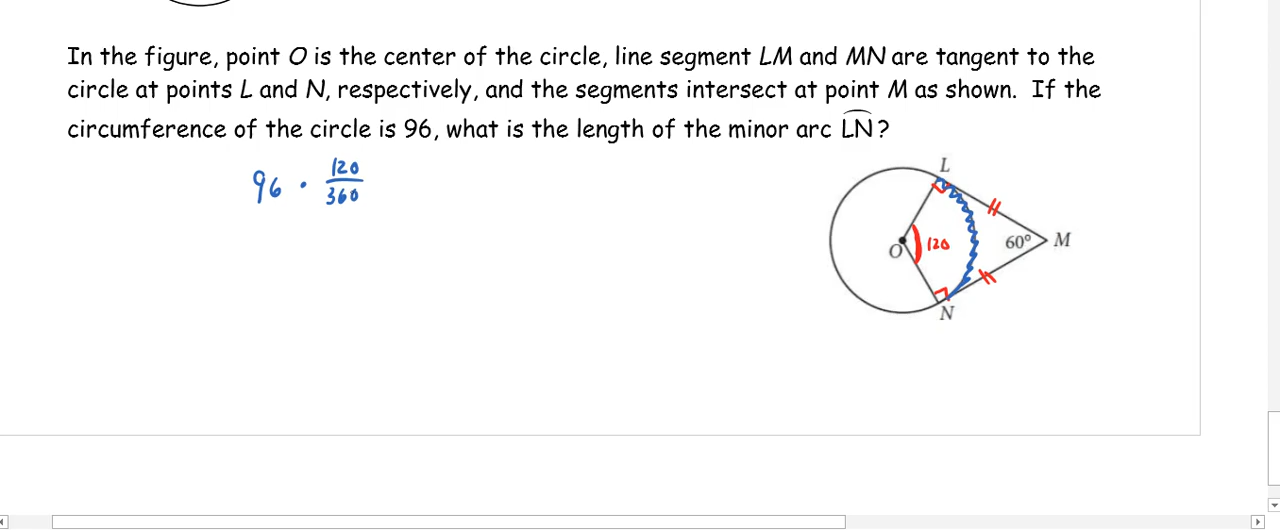 In the figure, point O is the center of the circle, line segment LM and MN are tangent to the
circle at points L and N, respectively, and the segments intersect at point M as shown. If the
circumference of the circle is 96, what is the length of the minor arc LN?
96 · 120/360
L
O 120 60° M
N